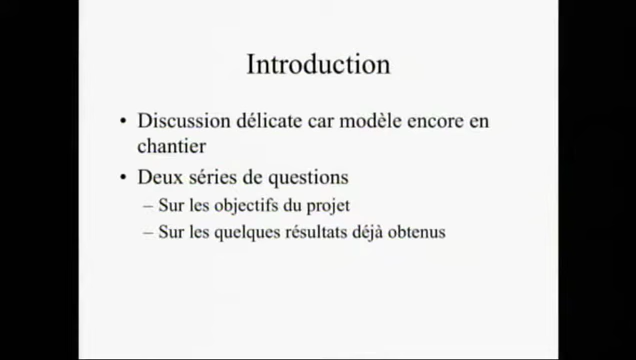 Introduction
• Discussion délicate car modèle encore en
chantier
• Deux séries de questions
– Sur les objectifs du projet
– Sur les quelques résultats déjà obtenus